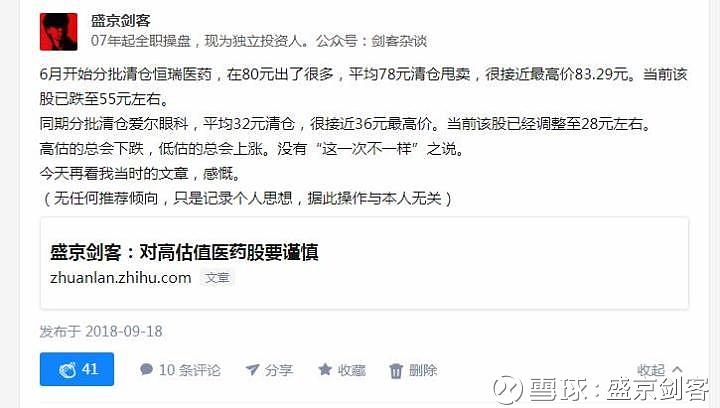 盛京剑客
07年起全职操盘，现为独立投资人。公众号：剑客杂谈
6月开始分批清仓恒瑞医药，在80元出了很多，平均78元清仓甩卖，很接近最高价83.29元。当前该
股已跌至55元左右。
同期分批清仓爱尔眼科，平均32元清仓，很接近36元最高价。当前该股已经调整至28元左右。
高估的总会下跌，低估的总会上涨。没有“这一次不一样”之说。
今天再看我当时的文章，感慨。
（无任何推荐倾向，只是记录个人思想，据此操作与本人无关）
盛京剑客：对高估值医药股要谨慎
zhuanlan.zhihu.com 文章
发布于 2018-09-18
41 10 条评论 分享 收藏 删除 收起
雪球：盛京剑客